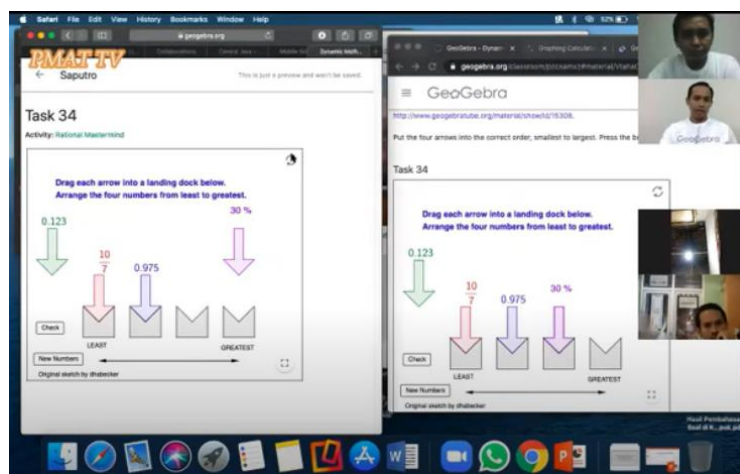 Safari File Edit View History Bookmarks Window Help
52%
geogebra.org
PMAT TV
Saputro
This is just a preview and won't be saved.
Task 34
Activity: Rational Mastermind
Drag each arrow into a landing dock below.
Arrange the four numbers from least to greatest.
30 %
0.123
10
7
0.975
Check
LEAST
GREATEST
New Numbers
Original sketch by dhabecker
GeoGebra - Dynam
Graphing Calculat
GeoGebra
http://www.geogebratube.org/material/show/id/15308.
Put the four arrows into the correct order, smallest to largest. Press the
Task 34
Drag each arrow into a landing dock below.
Arrange the four numbers from least to greatest.
0.123
10
7
0.975
30 %
Check
LEAST
GREATEST
New Numbers
Original sketch by dhabecker
GeoGebra
Hasil Pembahasan